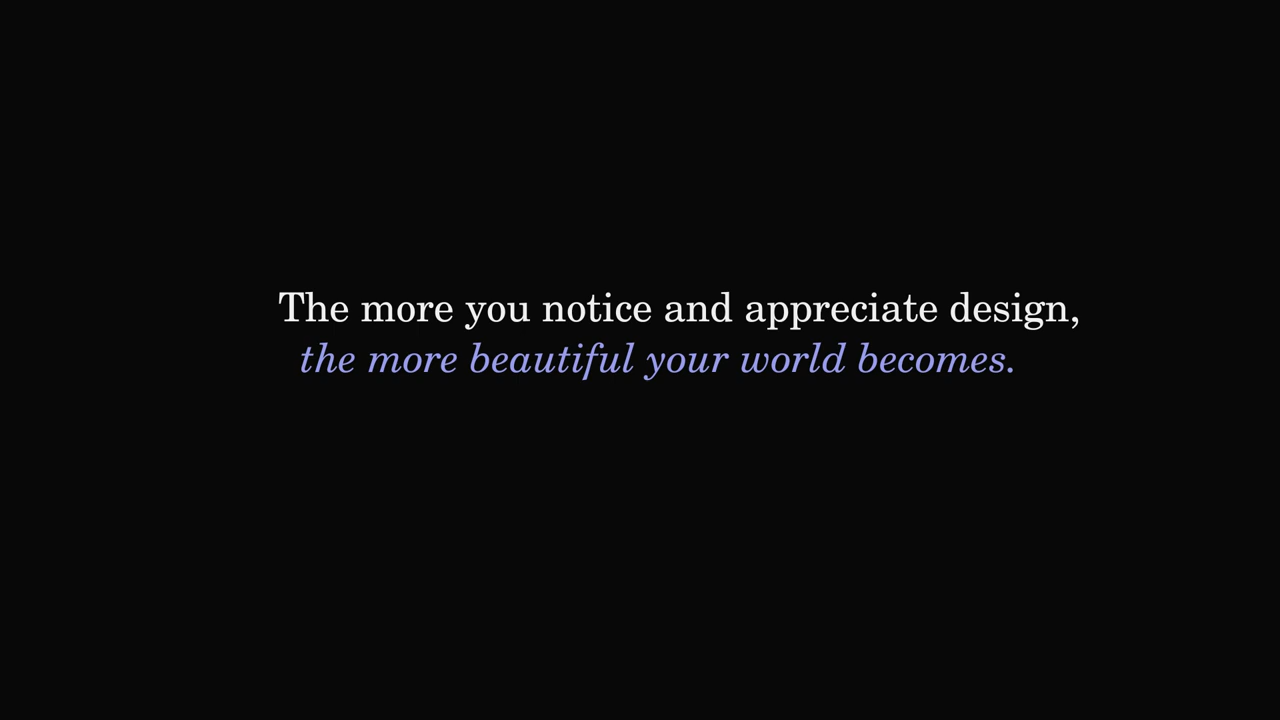 The more you notice and appreciate design,
the more beautiful your world becomes.